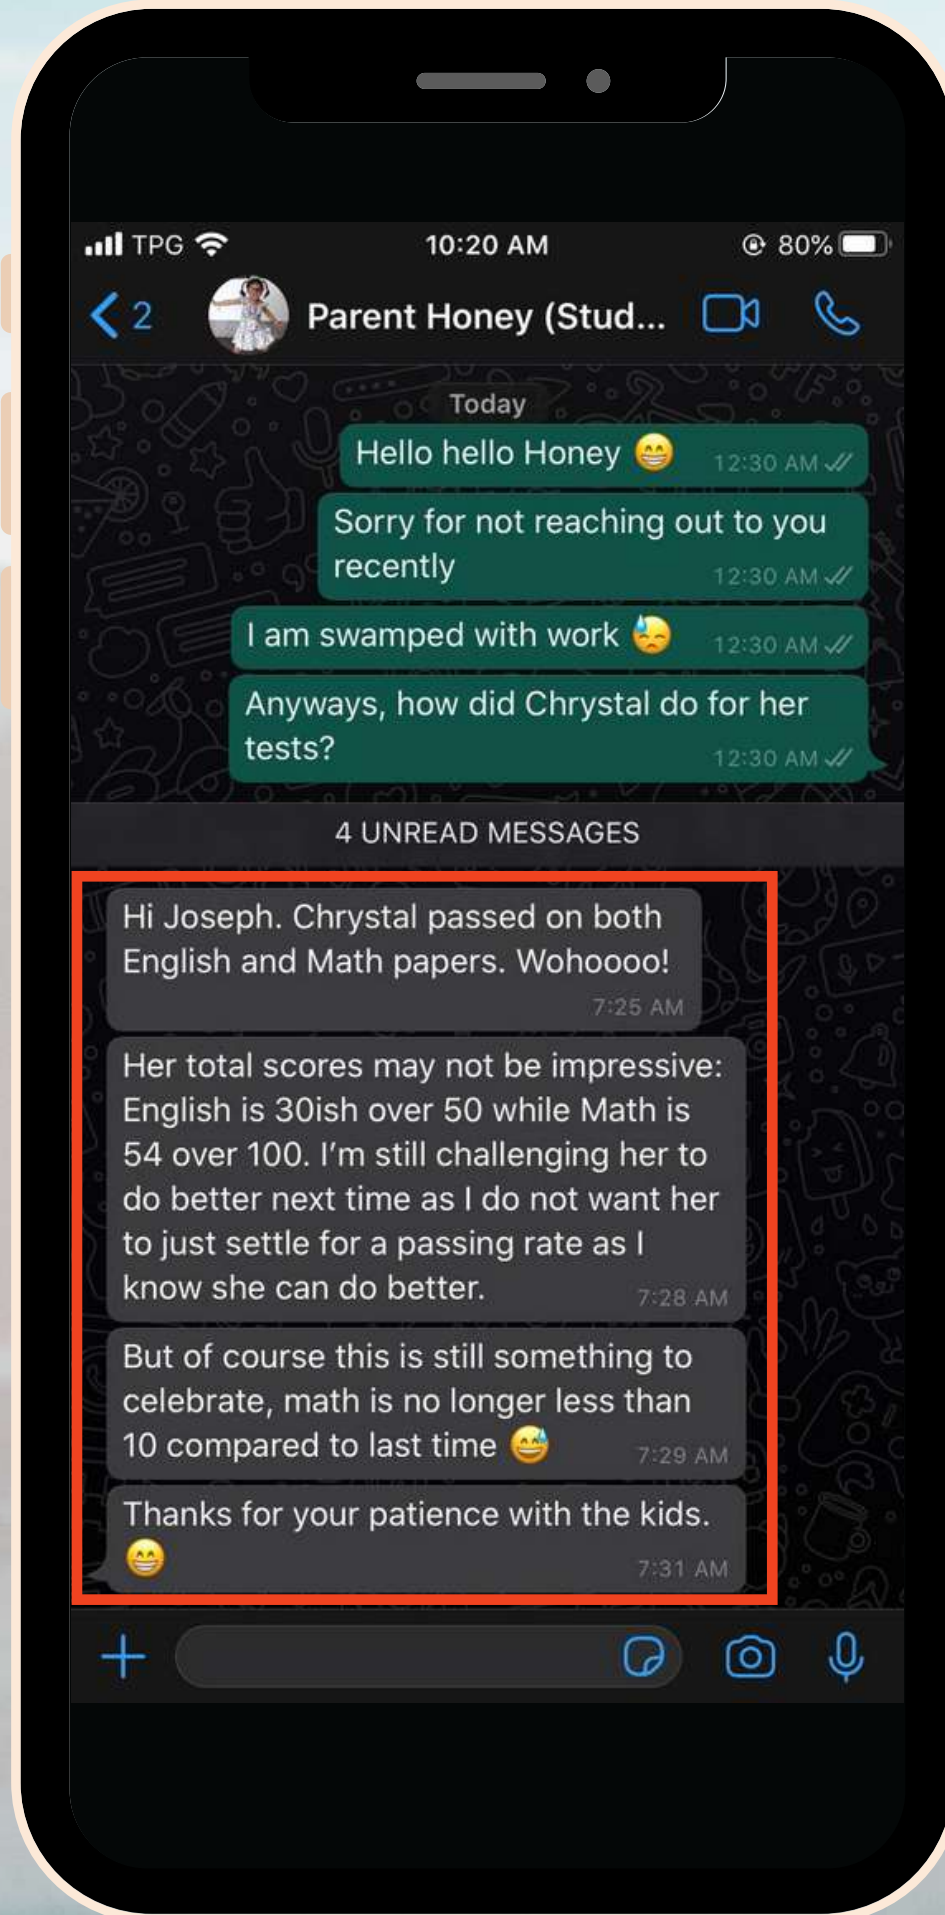 TPG
10:20 AM
80%
2
Parent Honey (Stud...
Today
Hello hello Honey 😁
12:30 AM
Sorry for not reaching out to you
recently
12:30 AM
I am swamped with work 😓
12:30 AM
Anyways, how did Chrystal do for her
tests?
12:30 AM
4 UNREAD MESSAGES
Hi Joseph. Chrystal passed on both
English and Math papers. Wohoooo!
7:25 AM
Her total scores may not be impressive:
English is 30ish over 50 while Math is
54 over 100. I’m still challenging her to
do better next time as I do not want her
to just settle for a passing rate as I
know she can do better.
7:28 AM
But of course this is still something to
celebrate, math is no longer less than
10 compared to last time 😅
7:29 AM
Thanks for your patience with the kids.
😁
7:31 AM